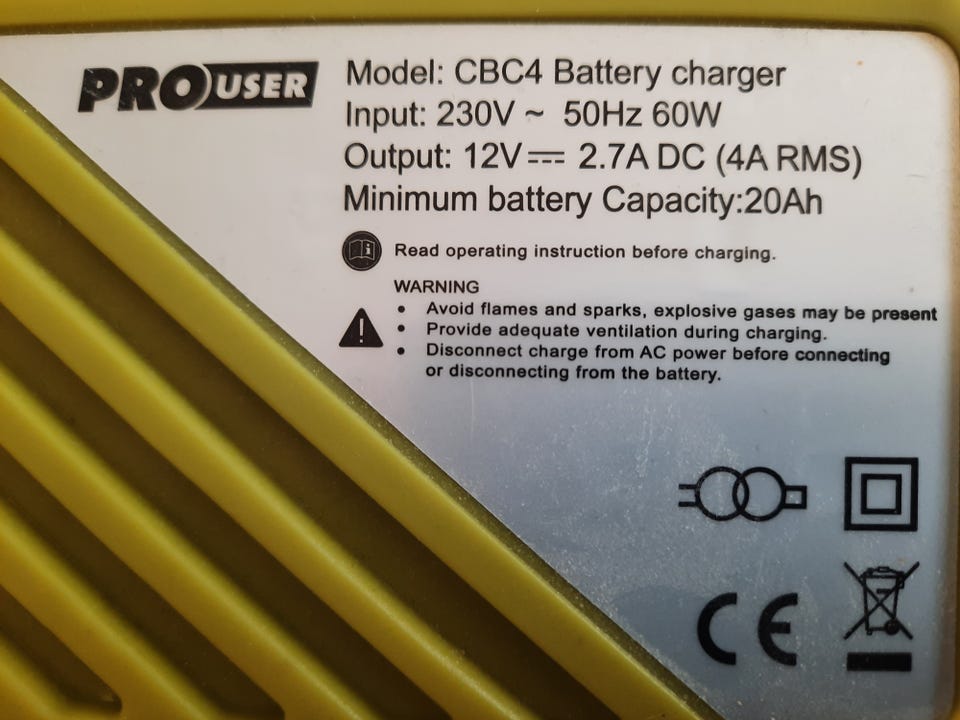 PRO USER
Model: CBC4 Battery charger
Input: 230V ~ 50Hz 60W
Output: 12V⎓ 2.7A DC (4A RMS)
Minimum battery Capacity:20Ah
Read operating instruction before charging.
WARNING
• Avoid flames and sparks, explosive gases may be present
• Provide adequate ventilation during charging.
• Disconnect charge from AC power before connecting
or disconnecting from the battery.
CE